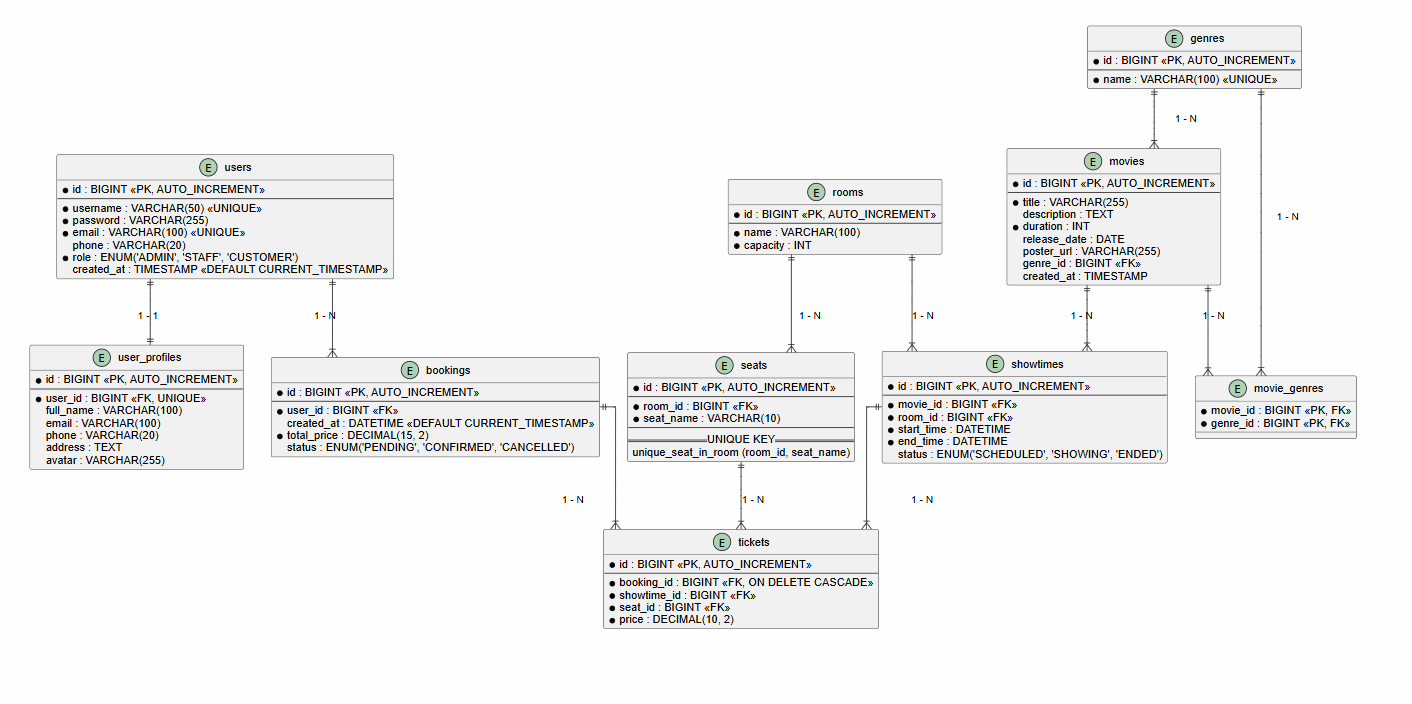 E genres
id : BIGINT «PK, AUTO_INCREMENT»
name : VARCHAR(100) «UNIQUE»
1 - N
1 - N
E movies
id : BIGINT «PK, AUTO_INCREMENT»
title : VARCHAR(255)
description : TEXT
duration : INT
release_date : DATE
poster_url : VARCHAR(255)
genre_id : BIGINT «FK»
created_at : TIMESTAMP
E users
id : BIGINT «PK, AUTO_INCREMENT»
username : VARCHAR(50) «UNIQUE»
password : VARCHAR(255)
email : VARCHAR(100) «UNIQUE»
phone : VARCHAR(20)
role : ENUM('ADMIN', 'STAFF', 'CUSTOMER')
created_at : TIMESTAMP «DEFAULT CURRENT_TIMESTAMP»
E rooms
id : BIGINT «PK, AUTO_INCREMENT»
name : VARCHAR(100)
capacity : INT
1 - 1
1 - N
1 - N
1 - N
1 - N
1 - N
E user_profiles
id : BIGINT «PK, AUTO_INCREMENT»
user_id : BIGINT «FK, UNIQUE»
full_name : VARCHAR(100)
email : VARCHAR(100)
phone : VARCHAR(20)
address : TEXT
avatar : VARCHAR(255)
E bookings
id : BIGINT «PK, AUTO_INCREMENT»
user_id : BIGINT «FK»
created_at : DATETIME «DEFAULT CURRENT_TIMESTAMP»
total_price : DECIMAL(15, 2)
status : ENUM('PENDING', 'CONFIRMED', 'CANCELLED')
E seats
id : BIGINT «PK, AUTO_INCREMENT»
room_id : BIGINT «FK»
seat_name : VARCHAR(10)
UNIQUE KEY
unique_seat_in_room (room_id, seat_name)
E showtimes
id : BIGINT «PK, AUTO_INCREMENT»
movie_id : BIGINT «FK»
room_id : BIGINT «FK»
start_time : DATETIME
end_time : DATETIME
status : ENUM('SCHEDULED', 'SHOWING', 'ENDED')
E movie_genres
movie_id : BIGINT «PK, FK»
genre_id : BIGINT «PK, FK»
1 - N
1 - N
1 - N
E tickets
id : BIGINT «PK, AUTO_INCREMENT»
booking_id : BIGINT «FK, ON DELETE CASCADE»
showtime_id : BIGINT «FK»
seat_id : BIGINT «FK»
price : DECIMAL(10, 2)